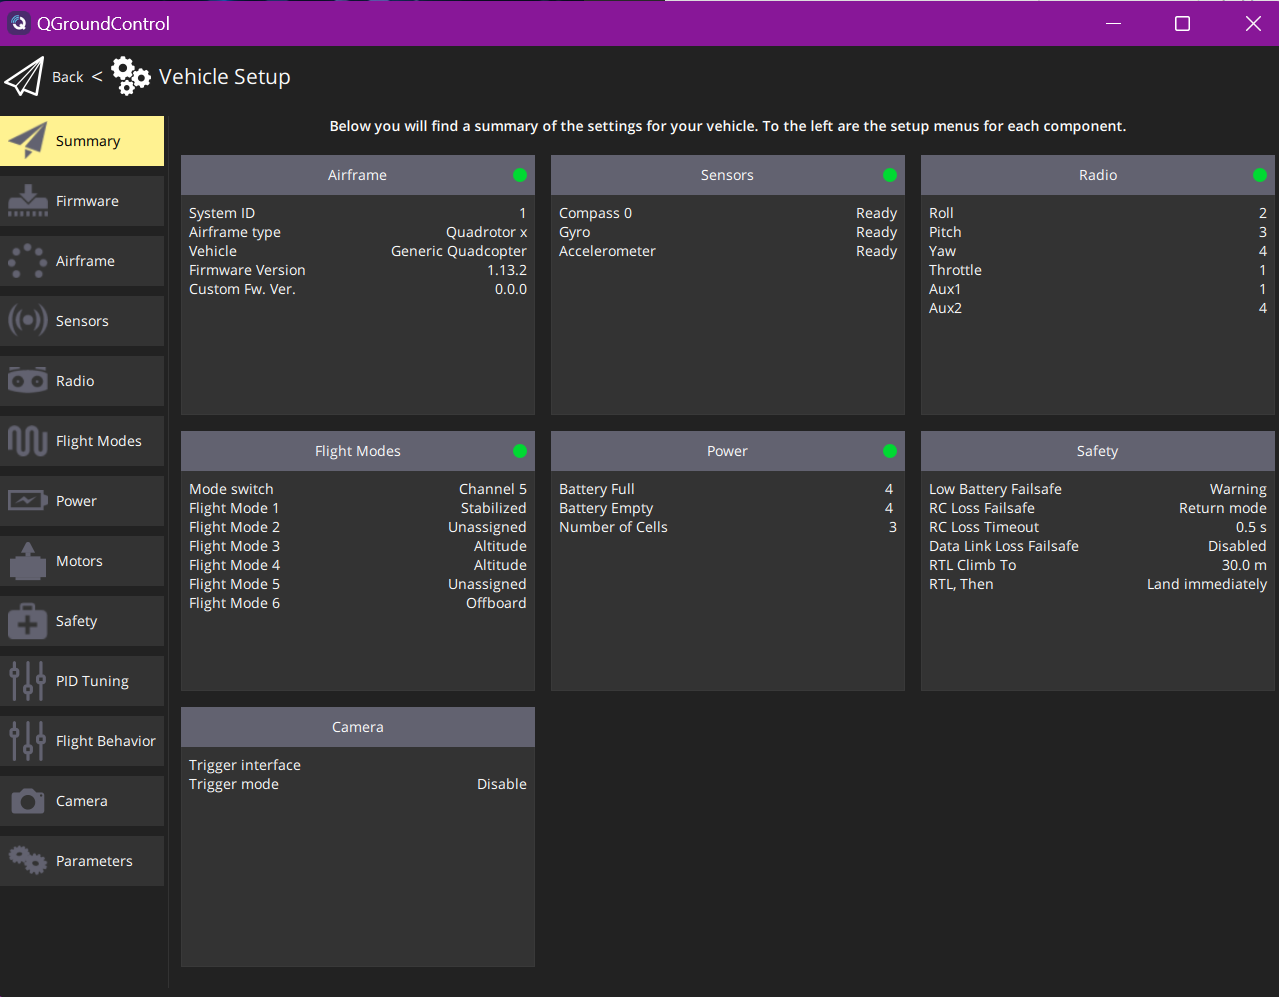 QGroundControl
Back < Vehicle Setup
Summary
Firmware
Airframe
Sensors
Radio
Flight Modes
Power
Motors
Safety
PID Tuning
Flight Behavior
Camera
Parameters
Below you will find a summary of the settings for your vehicle. To the left are the setup menus for each component.
Airframe
System ID 1
Airframe type Quadrotor x
Vehicle Generic Quadcopter
Firmware Version 1.13.2
Custom Fw. Ver. 0.0.0
Sensors
Compass 0 Ready
Gyro Ready
Accelerometer Ready
Radio
Roll 2
Pitch 3
Yaw 4
Throttle 1
Aux1 1
Aux2 4
Flight Modes
Mode switch Channel 5
Flight Mode 1 Stabilized
Flight Mode 2 Unassigned
Flight Mode 3 Altitude
Flight Mode 4 Altitude
Flight Mode 5 Unassigned
Flight Mode 6 Offboard
Power
Battery Full 4
Battery Empty 4
Number of Cells 3
Safety
Low Battery Failsafe Warning
RC Loss Failsafe Return mode
RC Loss Timeout 0.5 s
Data Link Loss Failsafe Disabled
RTL Climb To 30.0 m
RTL, Then Land immediately
Camera
Trigger interface
Trigger mode Disable